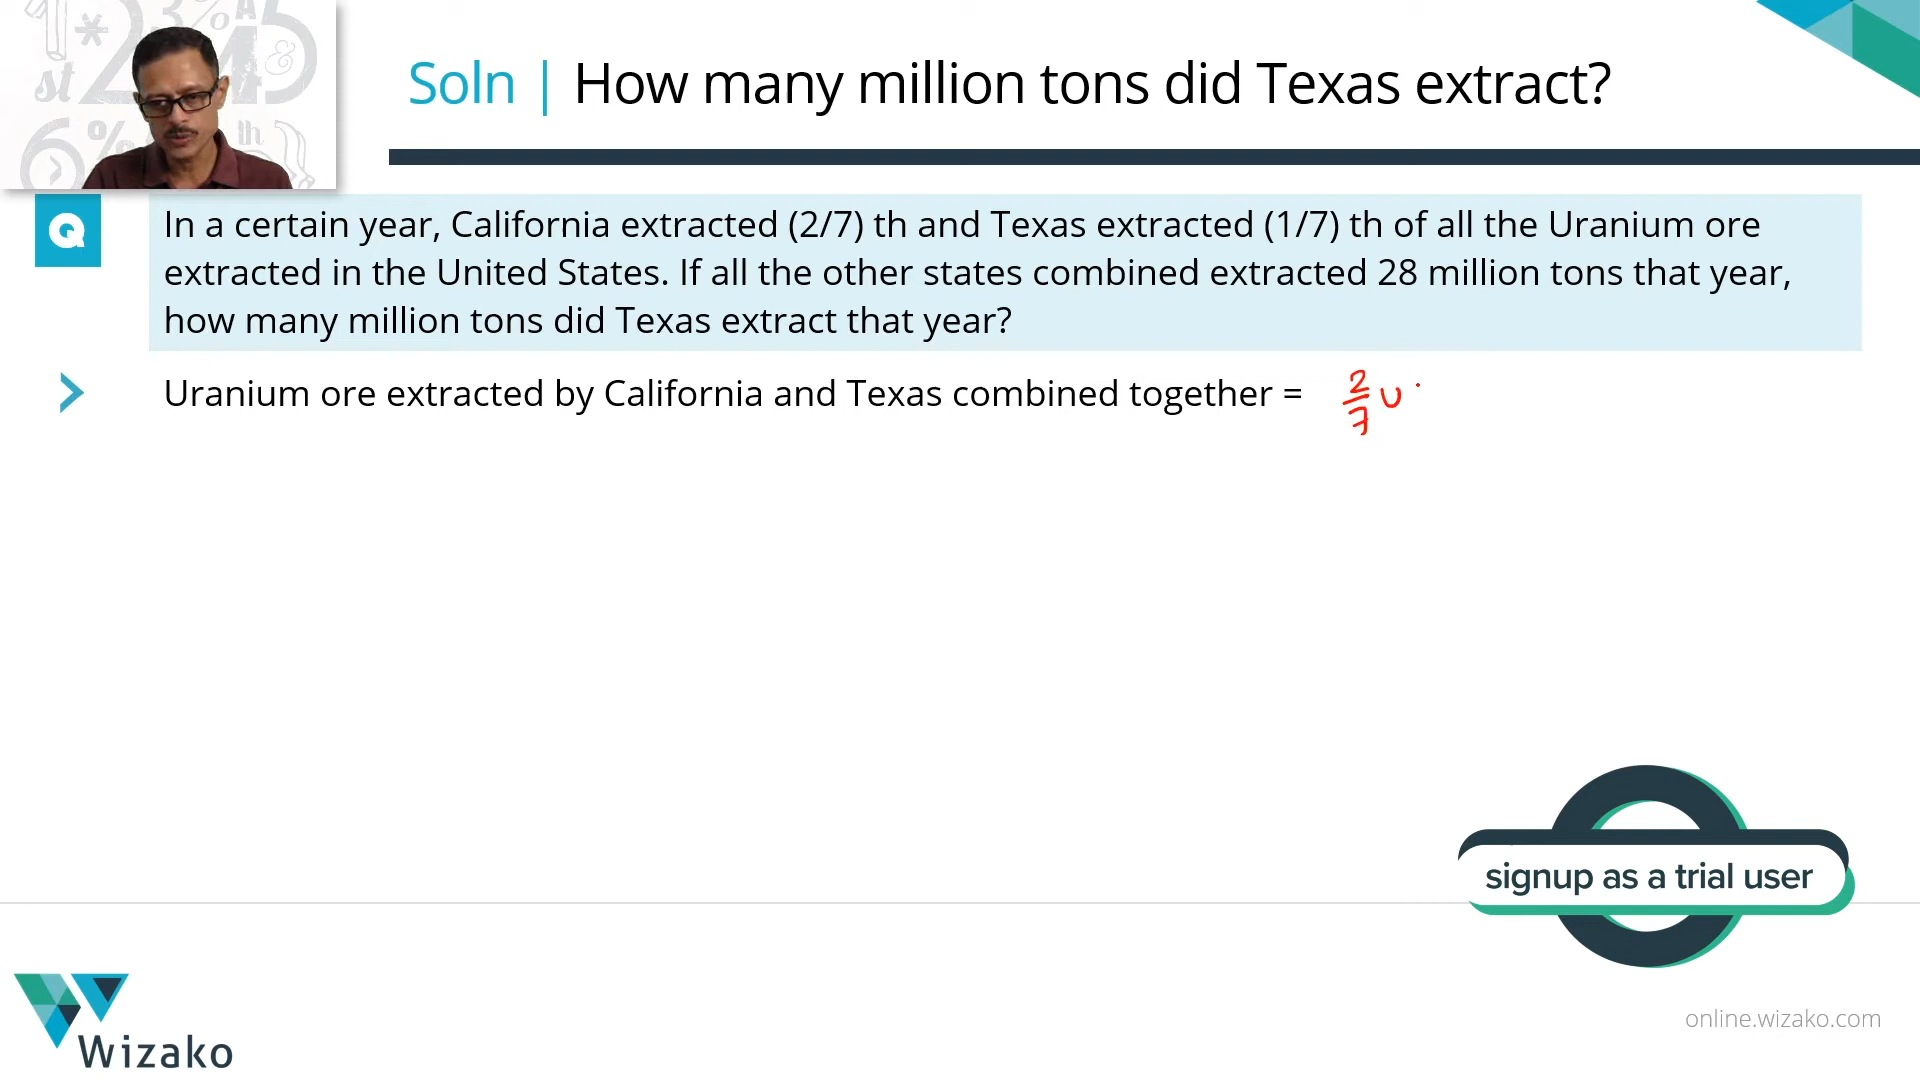 Soln | How many million tons did Texas extract?
Q
In a certain year, California extracted (2/7) th and Texas extracted (1/7) th of all the Uranium ore
extracted in the United States. If all the other states combined extracted 28 million tons that year,
how many million tons did Texas extract that year?
Uranium ore extracted by California and Texas combined together = 2/7 U
signup as a trial user
Wizako
online.wizako.com